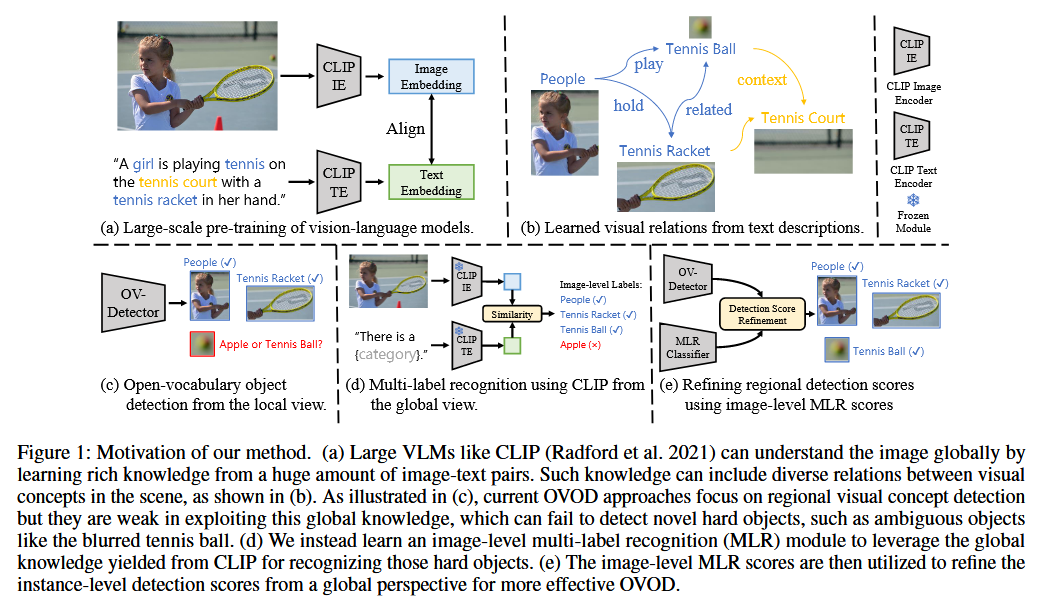 CLIP
IE
Image
Embedding
Align
"A girl is playing tennis on
the tennis court with a
tennis racket in her hand."
CLIP
TE
Text
Embedding
(a) Large-scale pre-training of vision-language models.
People
play
Tennis Ball
hold
related
context
Tennis Court
Tennis Racket
(b) Learned visual relations from text descriptions.
CLIP
IE
CLIP Image
Encoder
CLIP
TE
CLIP Text
Encoder
Frozen
Module
OV-
Detector
People (✓)
Tennis Racket (✓)
Apple or Tennis Ball?
(c) Open-vocabulary object
detection from the local view.
CLIP
IE
"There is a
{category}."
CLIP
TE
Similarity
Image-level Labels:
People (✓)
Tennis Racket (✓)
Tennis Ball (✓)
Apple (×)
(d) Multi-label recognition using CLIP from
the global view.
OV-
Detector
MLR
Classifier
Detection Score
Refinement
People (✓)
Tennis Racket (✓)
Tennis Ball (✓)
(e) Refining regional detection scores
using image-level MLR scores
Figure 1: Motivation of our method. (a) Large VLMs like CLIP (Radford et al. 2021) can understand the image globally by
learning rich knowledge from a huge amount of image-text pairs. Such knowledge can include diverse relations between visual
concepts in the scene, as shown in (b). As illustrated in (c), current OVOD approaches focus on regional visual concept detection
but they are weak in exploiting this global knowledge, which can fail to detect novel hard objects, such as ambiguous objects
like the blurred tennis ball. (d) We instead learn an image-level multi-label recognition (MLR) module to leverage the global
knowledge yielded from CLIP for recognizing those hard objects. (e) The image-level MLR scores are then utilized to refine the
instance-level detection scores from a global perspective for more effective OVOD.